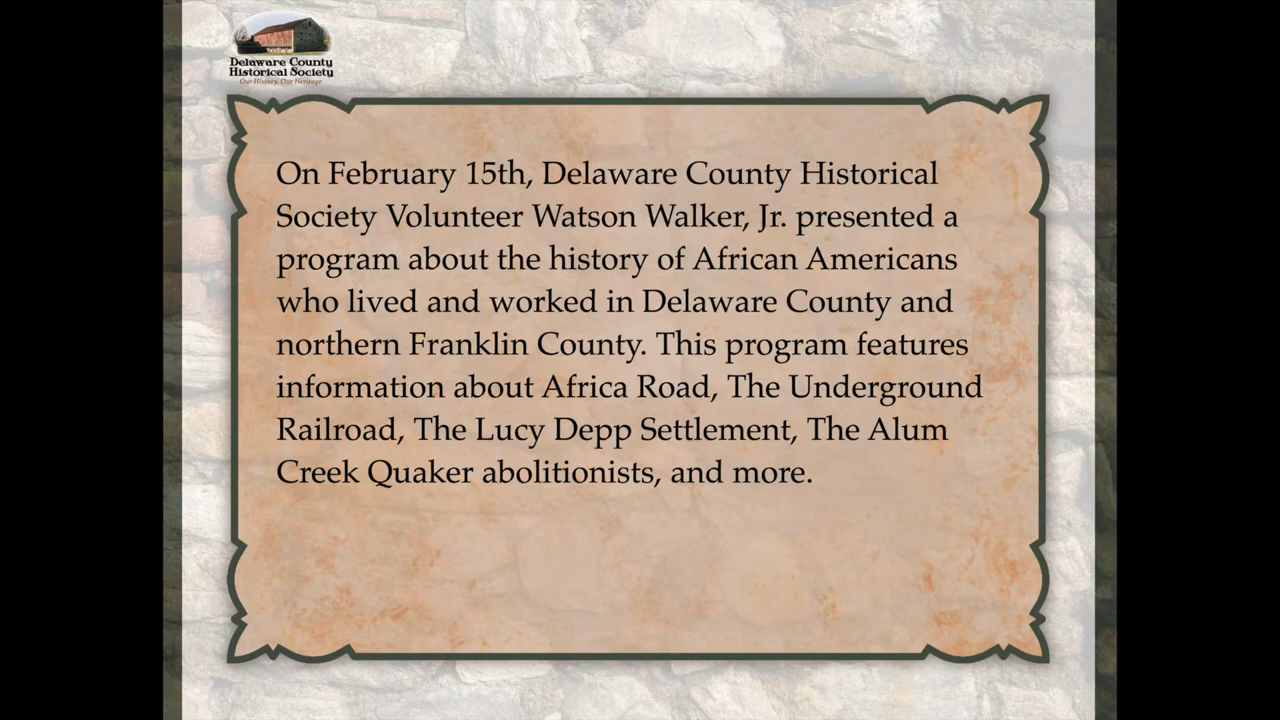 Delaware County
Historical Society
Our History, Our Heritage
On February 15th, Delaware County Historical
Society Volunteer Watson Walker, Jr. presented a
program about the history of African Americans
who lived and worked in Delaware County and
northern Franklin County. This program features
information about Africa Road, The Underground
Railroad, The Lucy Depp Settlement, The Alum
Creek Quaker abolitionists, and more.